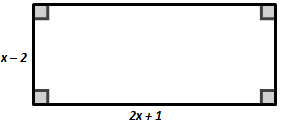 x – 2
2x + 1